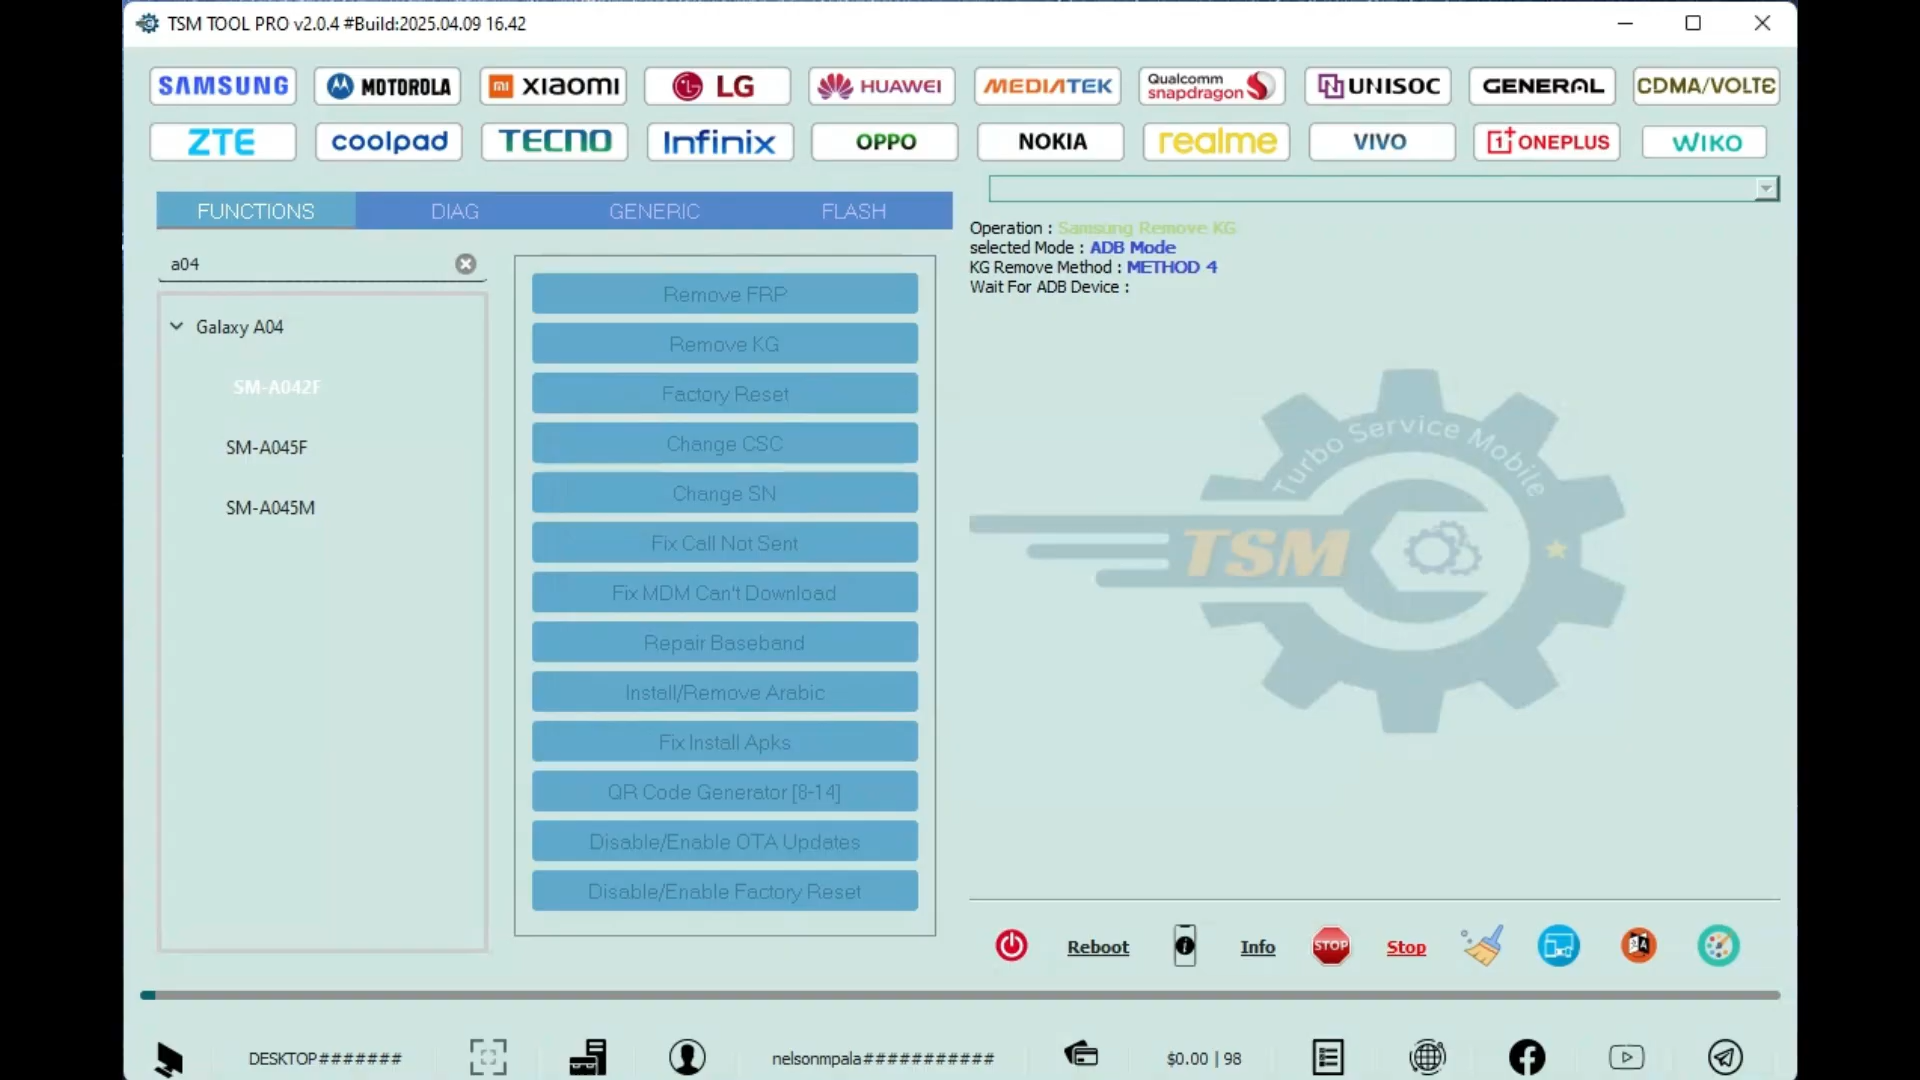 TSM TOOL PRO v2.0.4 #Build:2025.04.09 16.42
SAMSUNG MOTOROLA xiaomi LG HUAWEI MEDIATEK Qualcomm snapdragon UNISOC GENERAL CDMA/VOLTE
ZTE coolpad TECNO Infinix OPPO NOKIA realme VIVO ONEPLUS WIKO
FUNCTIONS DIAG GENERIC FLASH
a04
Galaxy A04
SM-A042F
SM-A045F
SM-A045M
Remove FRP
Remove KG
Factory Reset
Change CSC
Change SN
Fix Call Not Sent
Fix MDM Can't Download
Repair Baseband
Install/Remove Arabic
Fix Install Apks
QR Code Generator [8-14]
Disable/Enable OTA Updates
Disable/Enable Factory Reset
Operation : Samsung Remove KG
selected Mode : ADB Mode
KG Remove Method : METHOD 4
Wait For ADB Device :
Turbo Service Mobile
TSM
Reboot Info STOP Stop
DESKTOP####### nelsonmpala########### $0.00 | 98